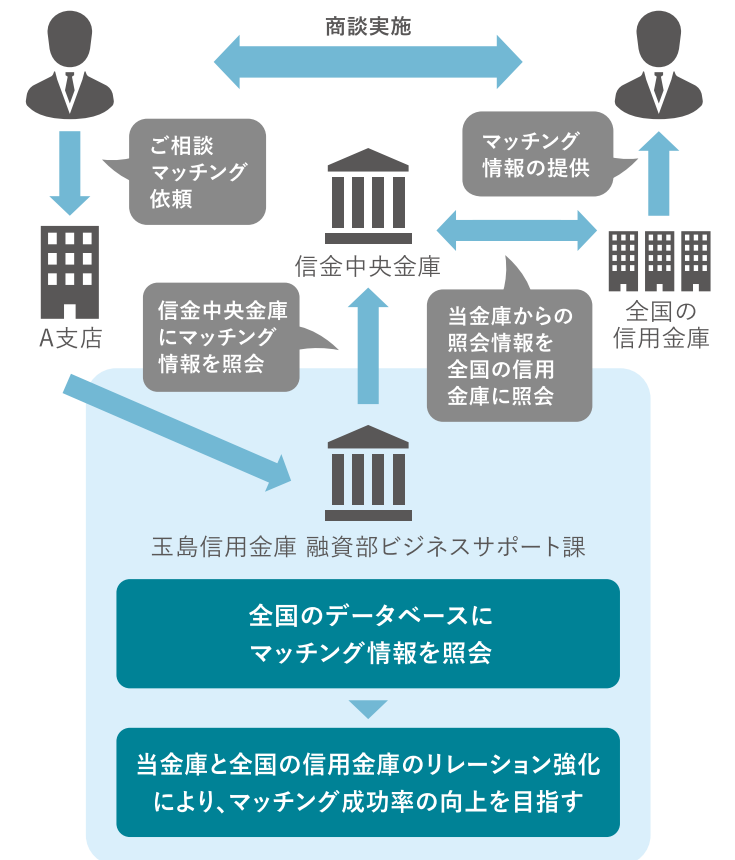 商談実施
ご相談
マッチング
依頼
マッチング
情報の提供
信金中央金庫
A支店
全国の
信用金庫
信金中央金庫
にマッチング
情報を照会
当金庫からの
照会情報を
全国の信用
金庫に照会
玉島信用金庫 融資部ビジネスサポート課
全国のデータベースに
マッチング情報を照会
当金庫と全国の信用金庫のリレーション強化
により、マッチング成功率の向上を目指す